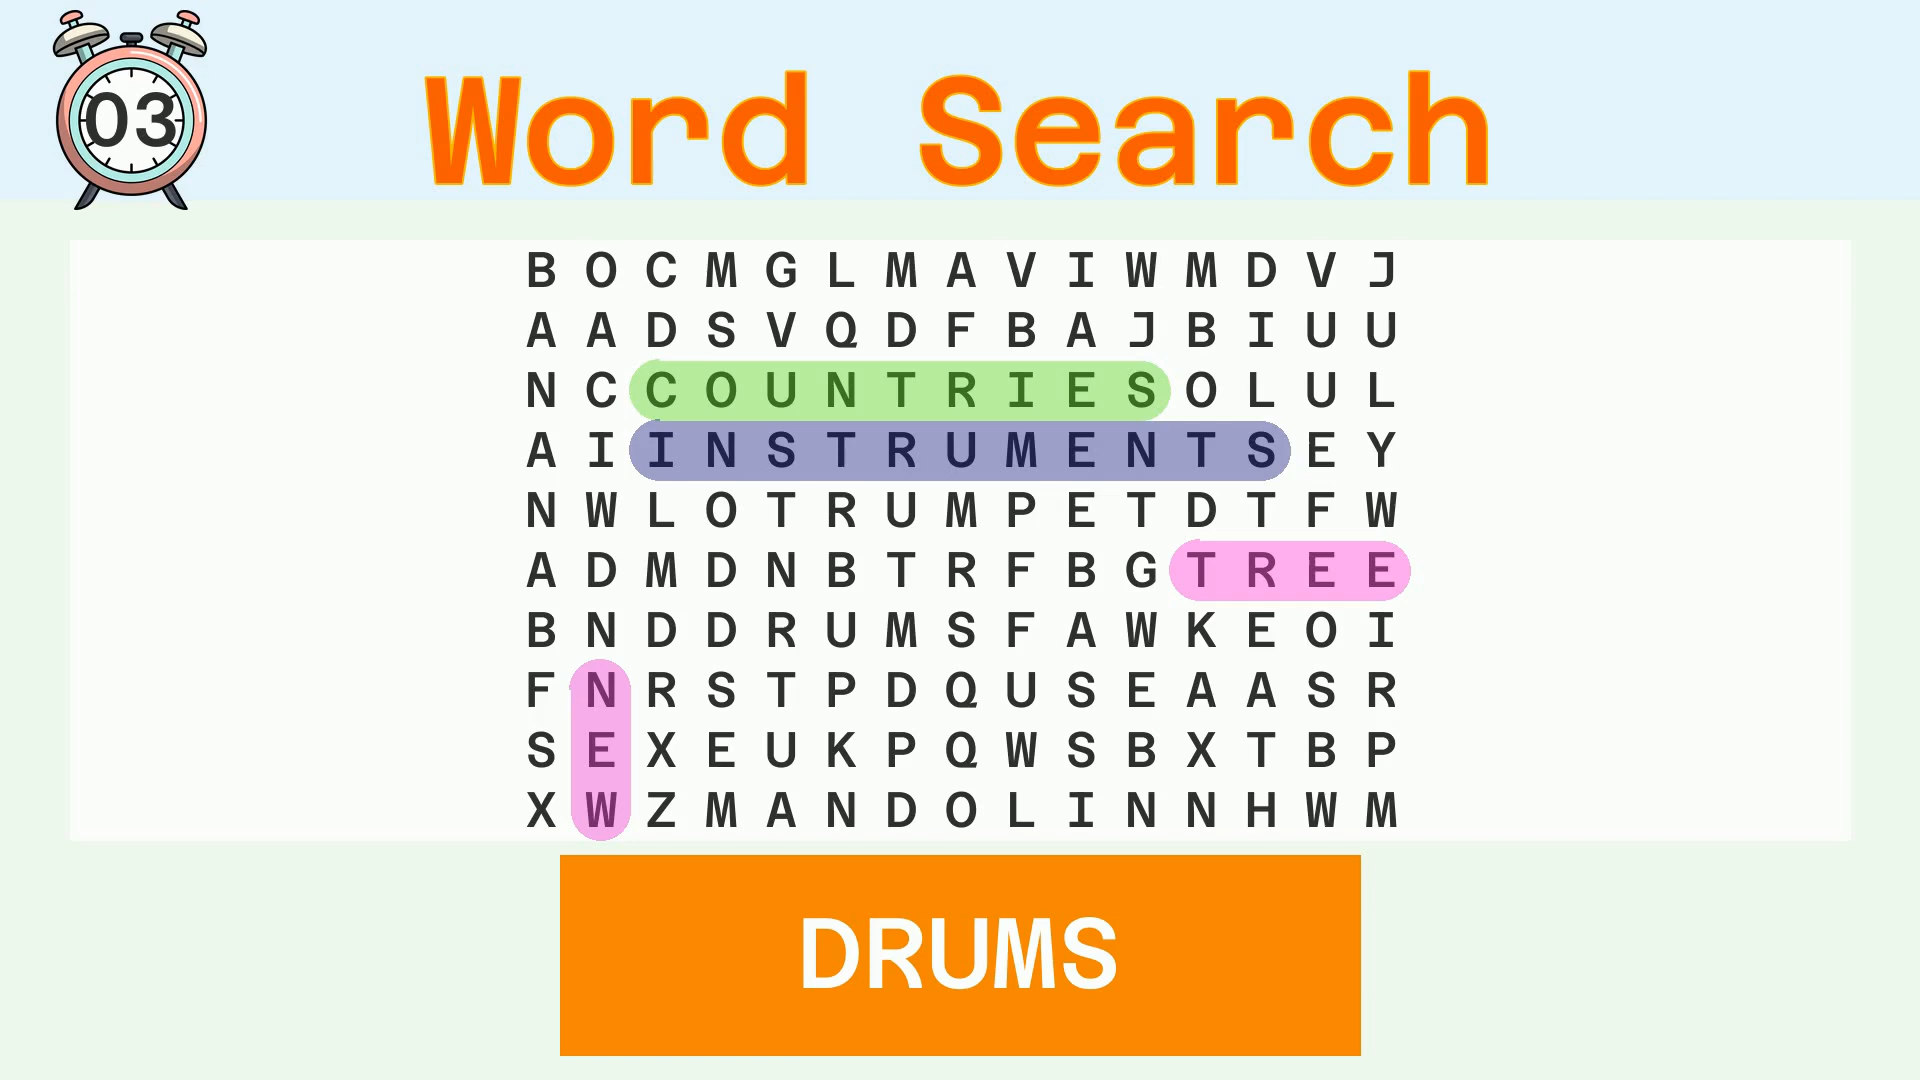 03
Word Search
B O C M G L M A V I W M D V J
A A D S V Q D F B A J B I U U
N C C O U N T R I E S O L U L
A I I N S T R U M E N T S E Y
N W L O T R U M P E T D T F W
A D M D N B T R F B G T R E E
B N D D R U M S F A W K E O I
F N R S T P D Q U S E A A S R
S E X E U K P Q W S B X T B P
X W Z M A N D O L I N N H W M
DRUMS